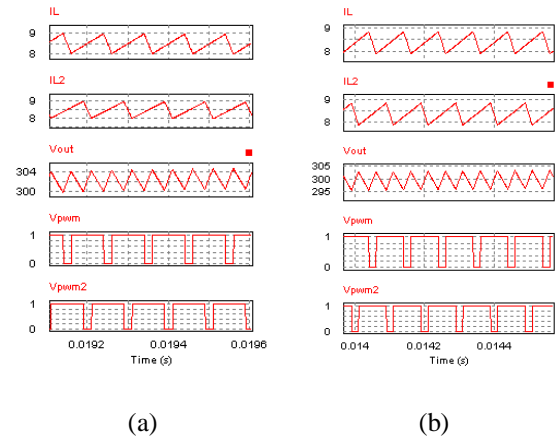 IL
9
8
IL2
9
8
Vout
304
300
Vpwm
1
0
Vpwm2
1
0
0.0192 0.0194 0.0196
Time (s)
(a)
IL
9
8
IL2
9
8
Vout
305
300
295
Vpwm
1
0
Vpwm2
1
0
0.014 0.0142 0.0144
Time (s)
(b)